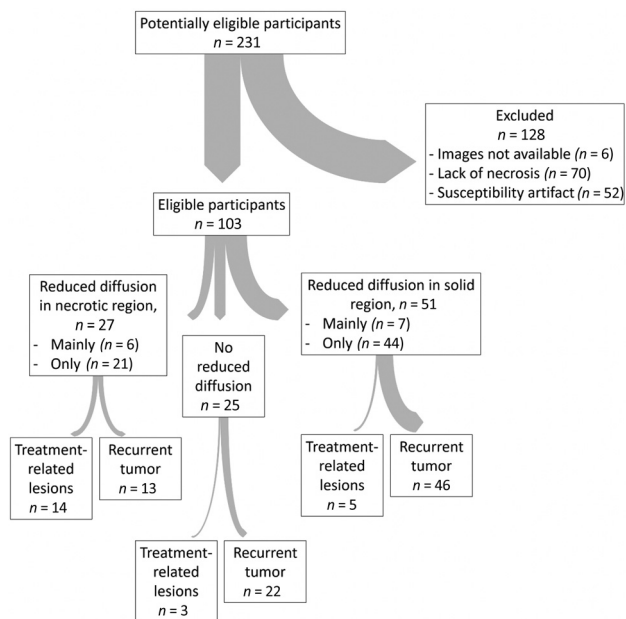 Potentially eligible participants
n = 231
Excluded
n = 128
- Images not available (n = 6)
- Lack of necrosis (n = 70)
- Susceptibility artifact (n = 52)
Eligible participants
n = 103
Reduced diffusion
in necrotic region,
n = 27
- Mainly (n = 6)
- Only (n = 21)
No
reduced
diffusion
n = 25
Reduced diffusion in solid
region, n = 51
- Mainly (n = 7)
- Only (n = 44)
Treatment-
related
lesions
n = 14
Recurrent
tumor
n = 13
Treatment-
related
lesions
n = 3
Recurrent
tumor
n = 22
Treatment-
related
lesions
n = 5
Recurrent
tumor
n = 46